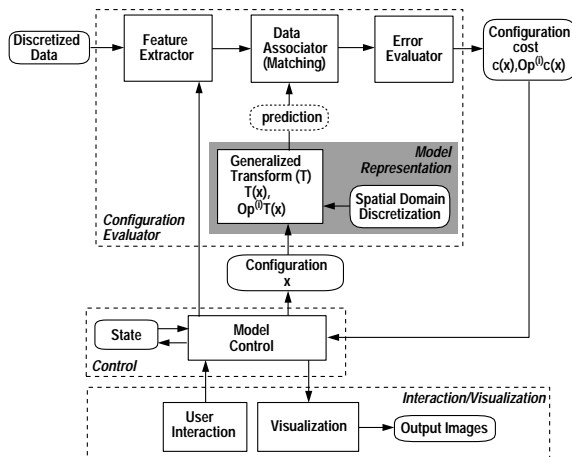 Discretized
Data
Feature
Extractor
Data
Associator
(Matching)
Error
Evaluator
Configuration
cost
c(x),Op(i)c(x)
prediction
Model
Representation
Generalized
Transform (T)
T(x),
Op(i)T(x)
Spatial Domain
Discretization
Configuration
Evaluator
Configuration
x
State
Model
Control
Control
Interaction/Visualization
User
Interaction
Visualization
Output Images